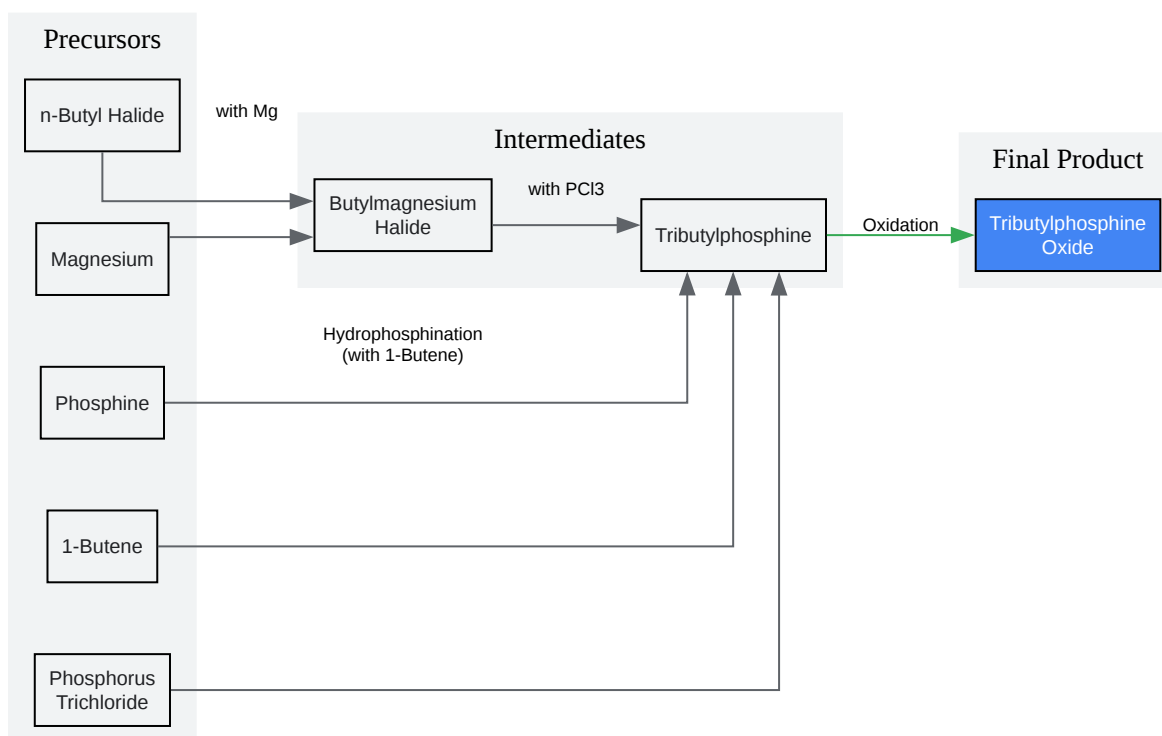 Precursors
n-Butyl Halide
with Mg
Intermediates
Final Product
Butylmagnesium
Halide
with PCl3
Tributylphosphine
Oxidation
Tributylphosphine
Oxide
Magnesium
Hydrophosphination
(with 1-Butene)
Phosphine
1-Butene
Phosphorus
Trichloride